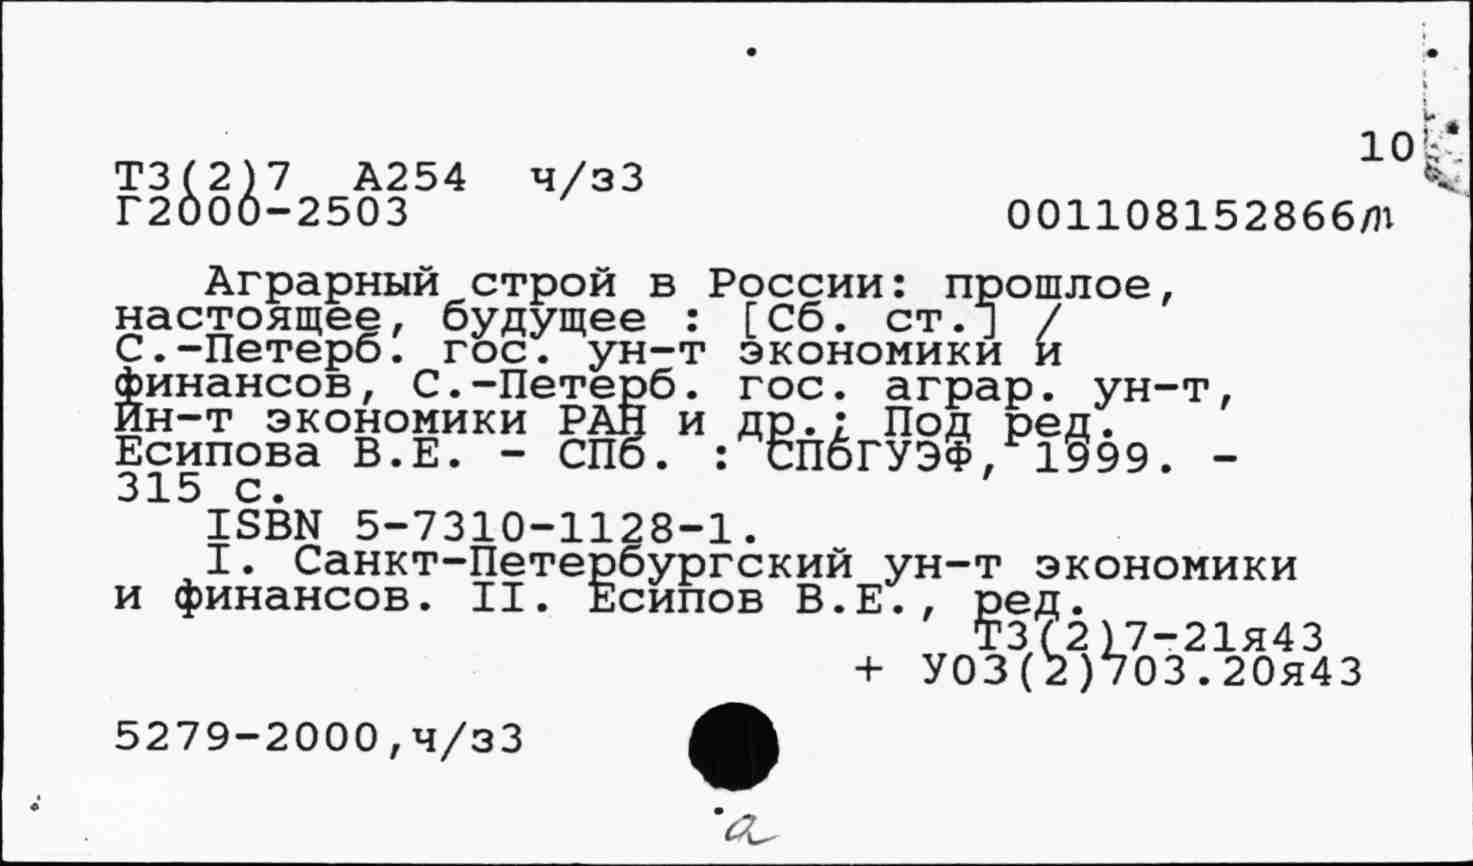 10
Т3(2)7 А254 ч/з3
Г2000-2503 001108152866м
Аграрный строй в России: прошлое,
настоящее, будущее : [Сб. ст.] /
С.-Петерб. гос. ун-т экономики и
финансов, С.-Петерб. гос. аграр. ун-т,
Ин-т экономики РАН и др.; Под ред.
Есипова В.Е. - СПб. : СПбГУЭФ, 1999. -
315 с.
ISBN 5-7310-1128-1.
I. Санкт-Петербургский ун-т экономики
и финансов. II. Есипов В.Е., ред.
Т3(2)7-21я43
+ У03(2)703.20я43
5279-2000,ч/з3
а